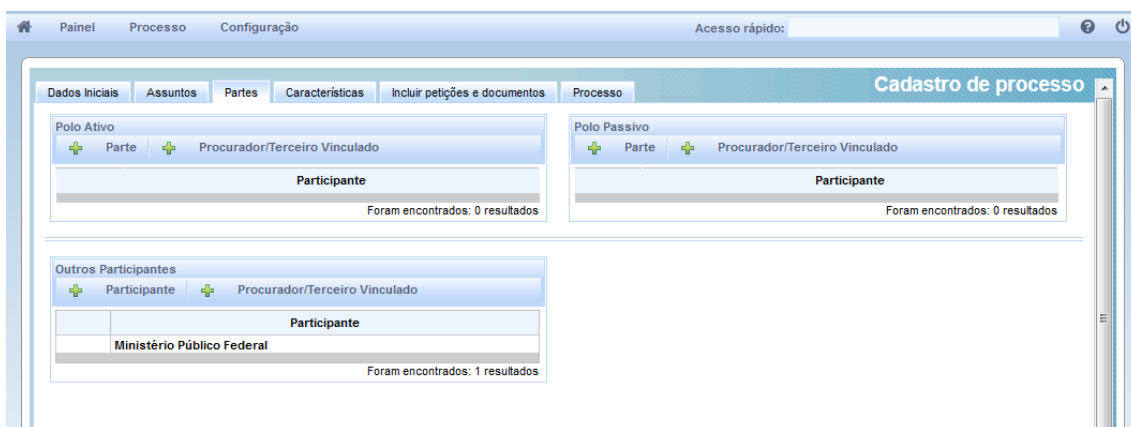 Painel Processo Configuração Acesso rápido:
Cadastro de processo
Dados Iniciais Assuntos Partes Características Incluir petições e documentos Processo
Polo Ativo
Parte Procurador/Terceiro Vinculado
Participante
Foram encontrados: 0 resultados
Polo Passivo
Parte Procurador/Terceiro Vinculado
Participante
Foram encontrados: 0 resultados
Outros Participantes
Participante Procurador/Terceiro Vinculado
Participante
Ministério Público Federal
Foram encontrados: 1 resultados